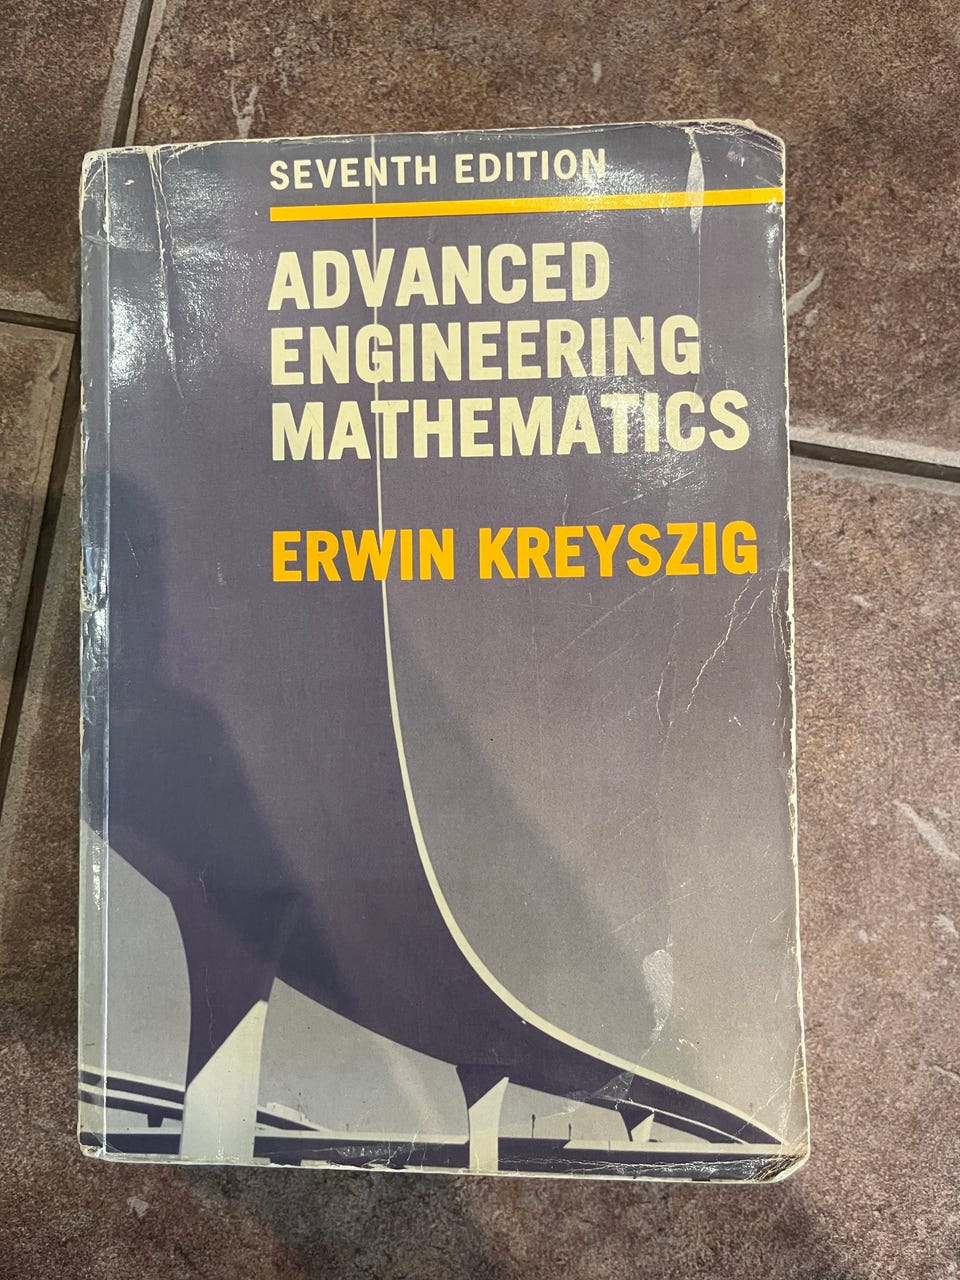 SEVENTH EDITION
ADVANCED
ENGINEERING
MATHEMATICS
ERWIN KREYSZIG